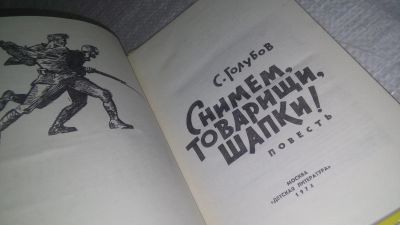 С. Голубов
Снимем,
товарищи,
шапки!
ПОВЕСТЬ
МОСКВА
„ДЕТСКАЯ ЛИТЕРАТУРА"